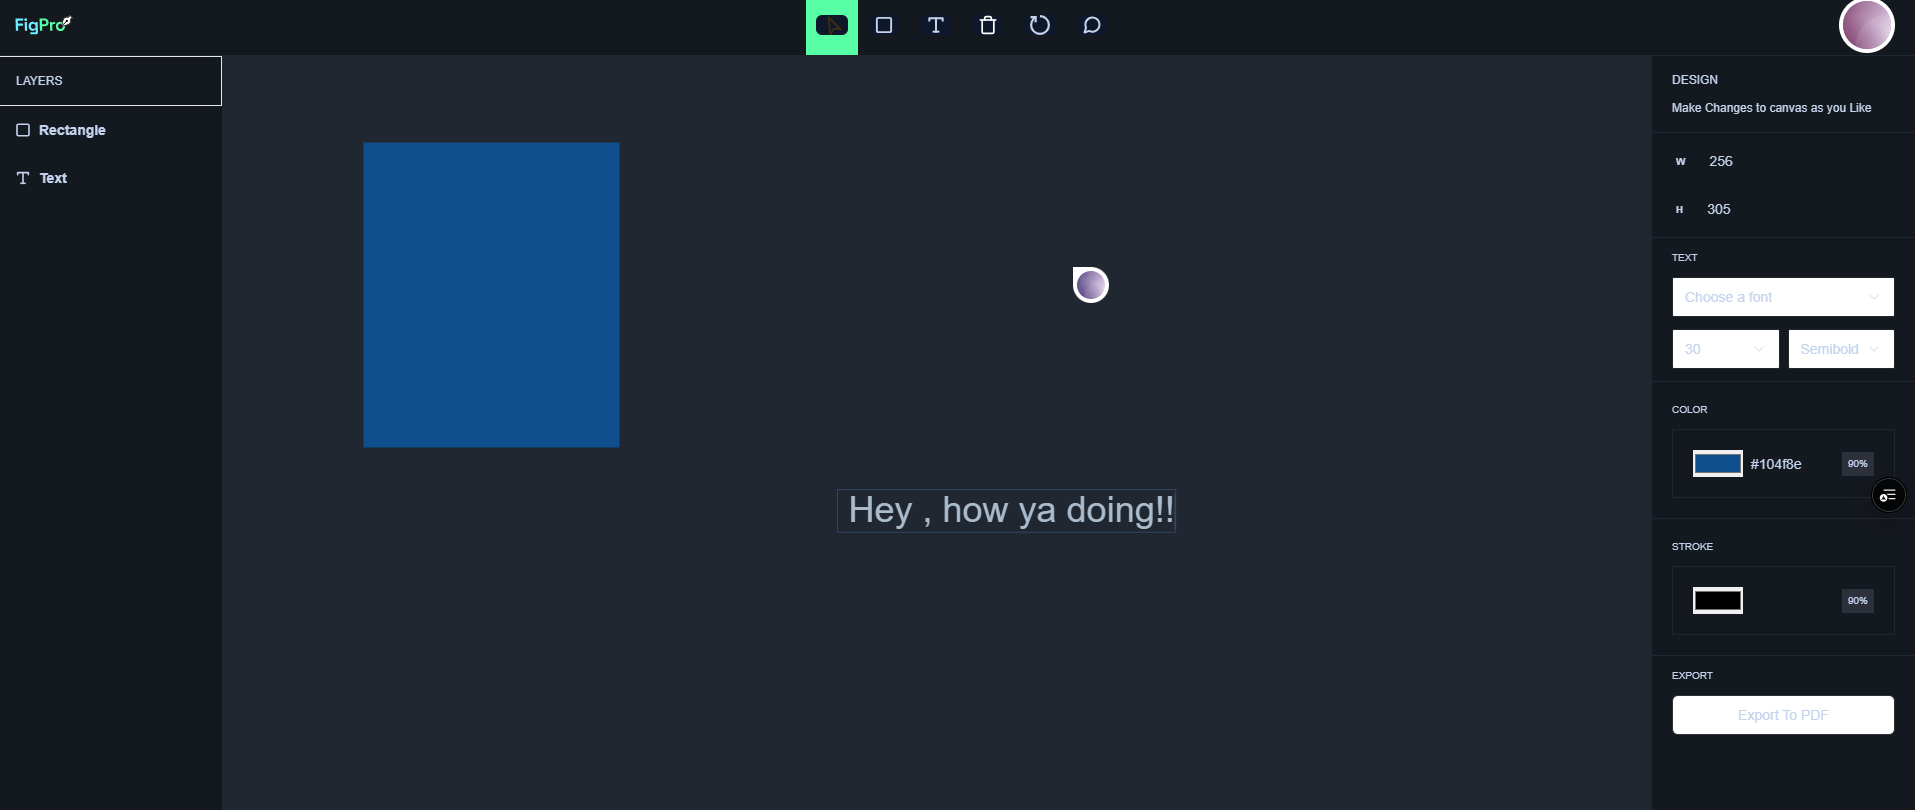 FigPro
LAYERS
Rectangle
Text
Hey , how ya doing!!
DESIGN
Make Changes to canvas as you Like
W 256
H 305
TEXT
Choose a font
30 Semibold
COLOR
#104f8e 90%
STROKE
90%
EXPORT
Export To PDF